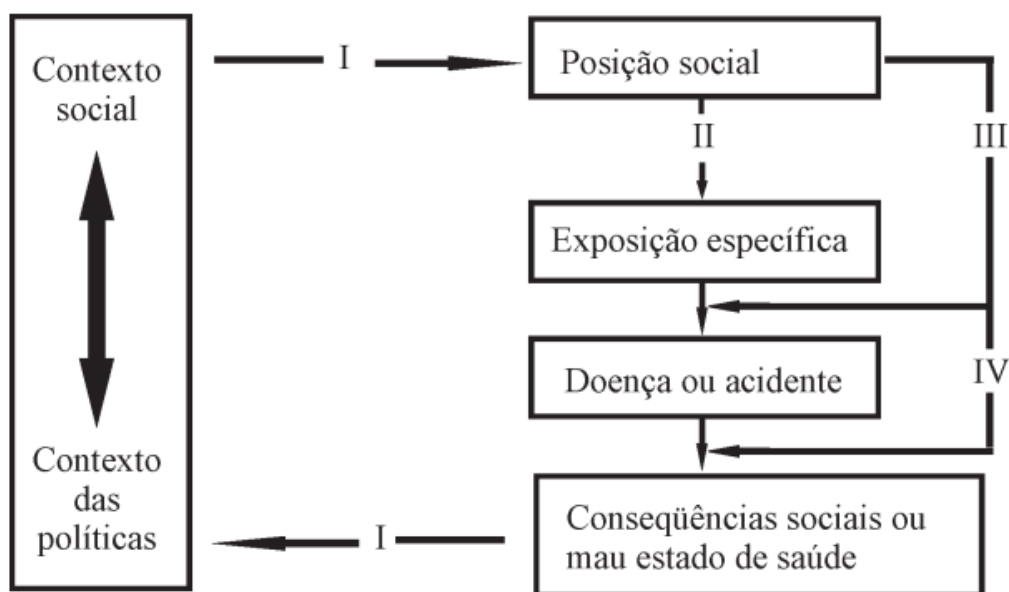 Contexto
social
Contexto
das
políticas
I
Posição social
II
III
Exposição específica
IV
Doença ou acidente
I
Conseqüências sociais ou
mau estado de saúde